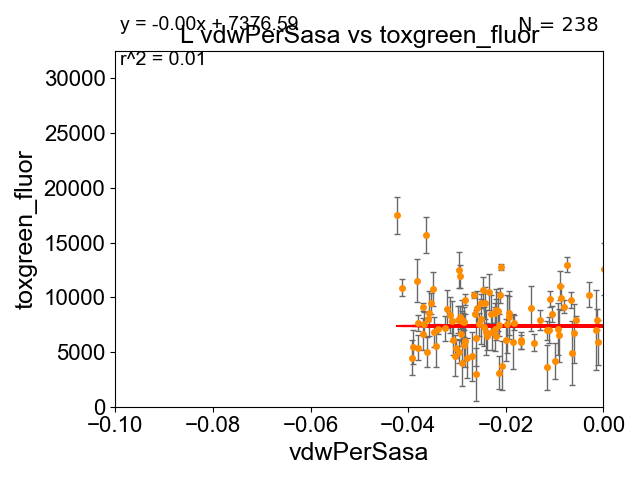 y = -0.00x + 7376.59
N = 238
L vdwPerSasa vs toxgreen_fluor
r^2 = 0.01
30000
25000
20000
15000
10000
5000
0
toxgreen_fluor
−0.10 −0.08 −0.06 −0.04 −0.02 0.00
vdwPerSasa